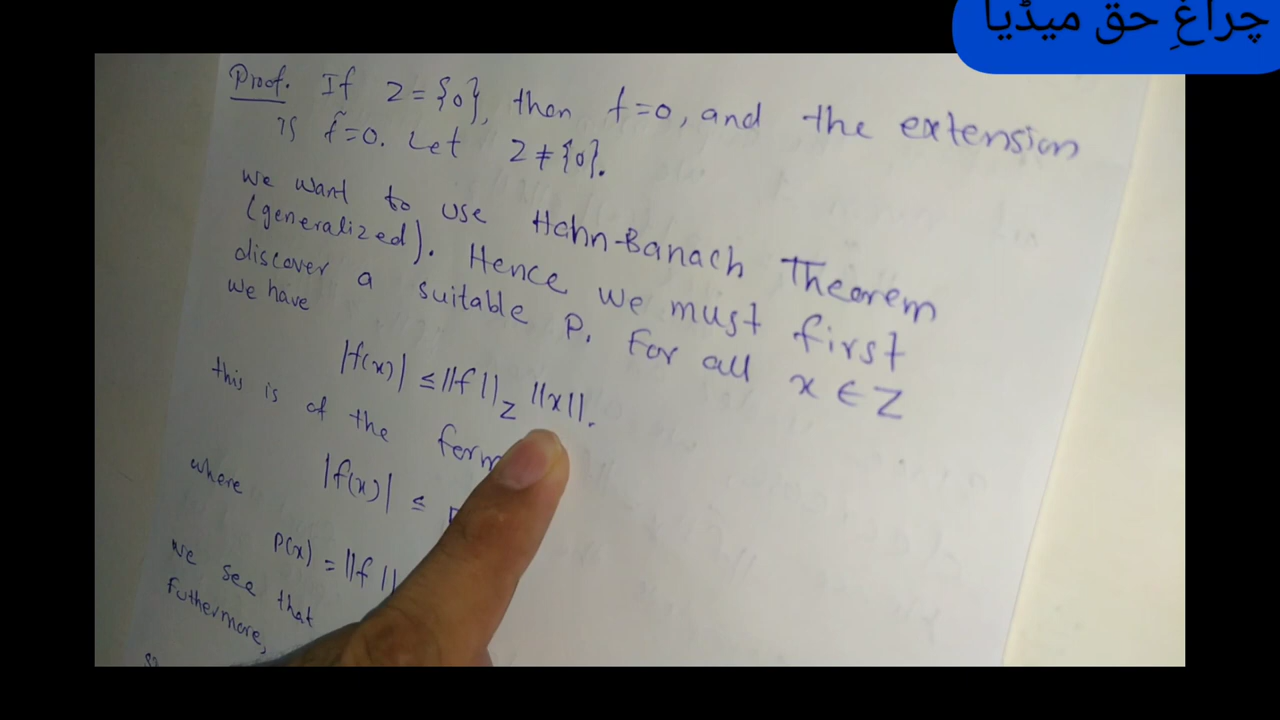 چراغِ حق میڈیا
Proof. If Z = {0}, then f=0, and the extension
is f̃=0. Let Z ≠ {0}.
We want to use Hahn-Banach Theorem
(generalized). Hence we must first
discover a suitable P. For all x ∈ Z
we have
|f(x)| ≤ ||f||_Z ||x||.
this is of the form
|f(x)| ≤
where
P(x) = ||f||
We see that
Futhermore,